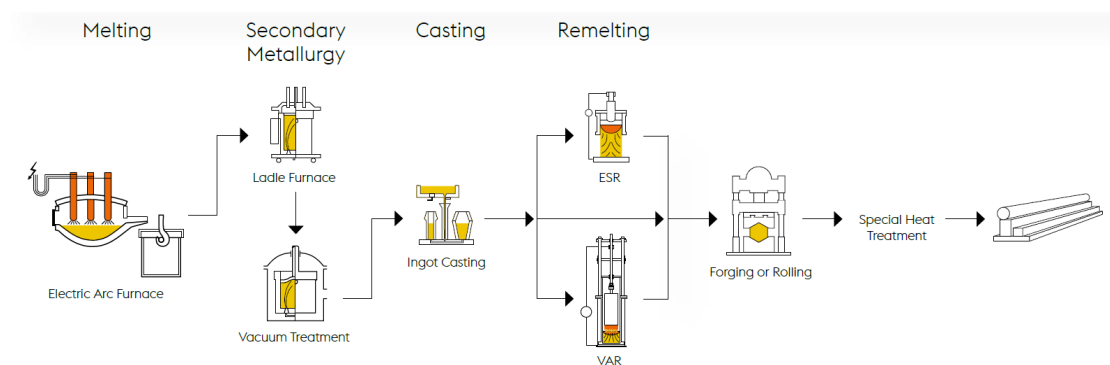 Melting
Secondary
Metallurgy
Casting
Remelting
Ladle Furnace
ESR
Electric Arc Furnace
Ingot Casting
Forging or Rolling
Special Heat
Treatment
Vacuum Treatment
VAR